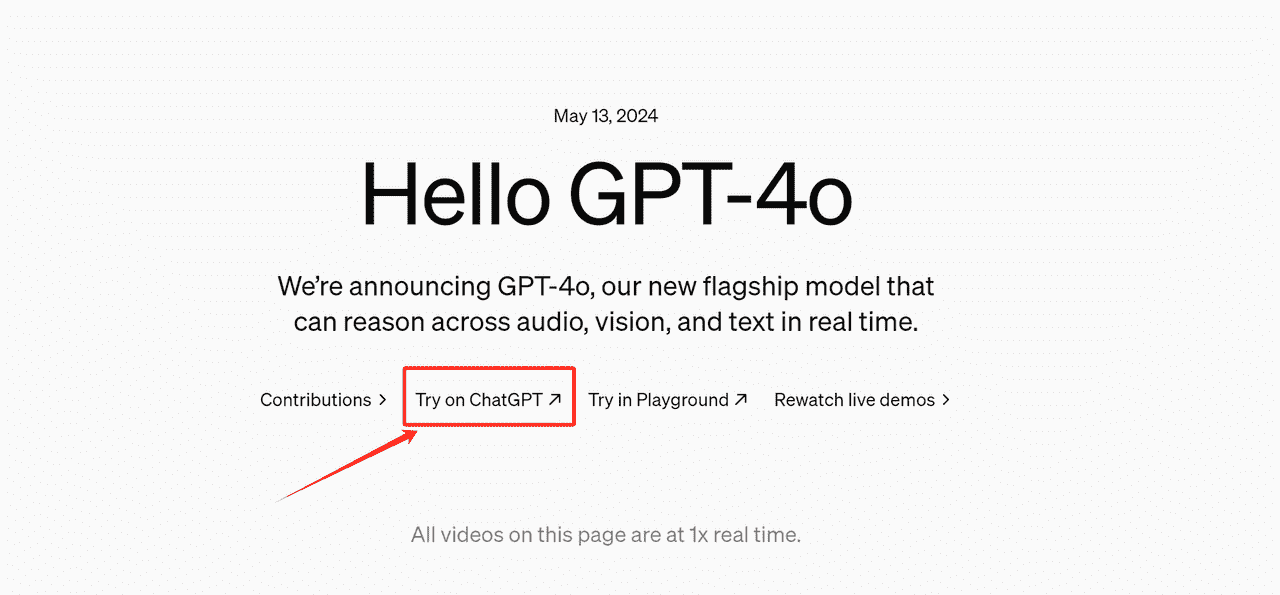 May 13, 2024
Hello GPT-4o
We’re announcing GPT-4o, our new flagship model that
can reason across audio, vision, and text in real time.
Contributions > Try on ChatGPT ↗ Try in Playground ↗ Rewatch live demos >
All videos on this page are at 1x real time.